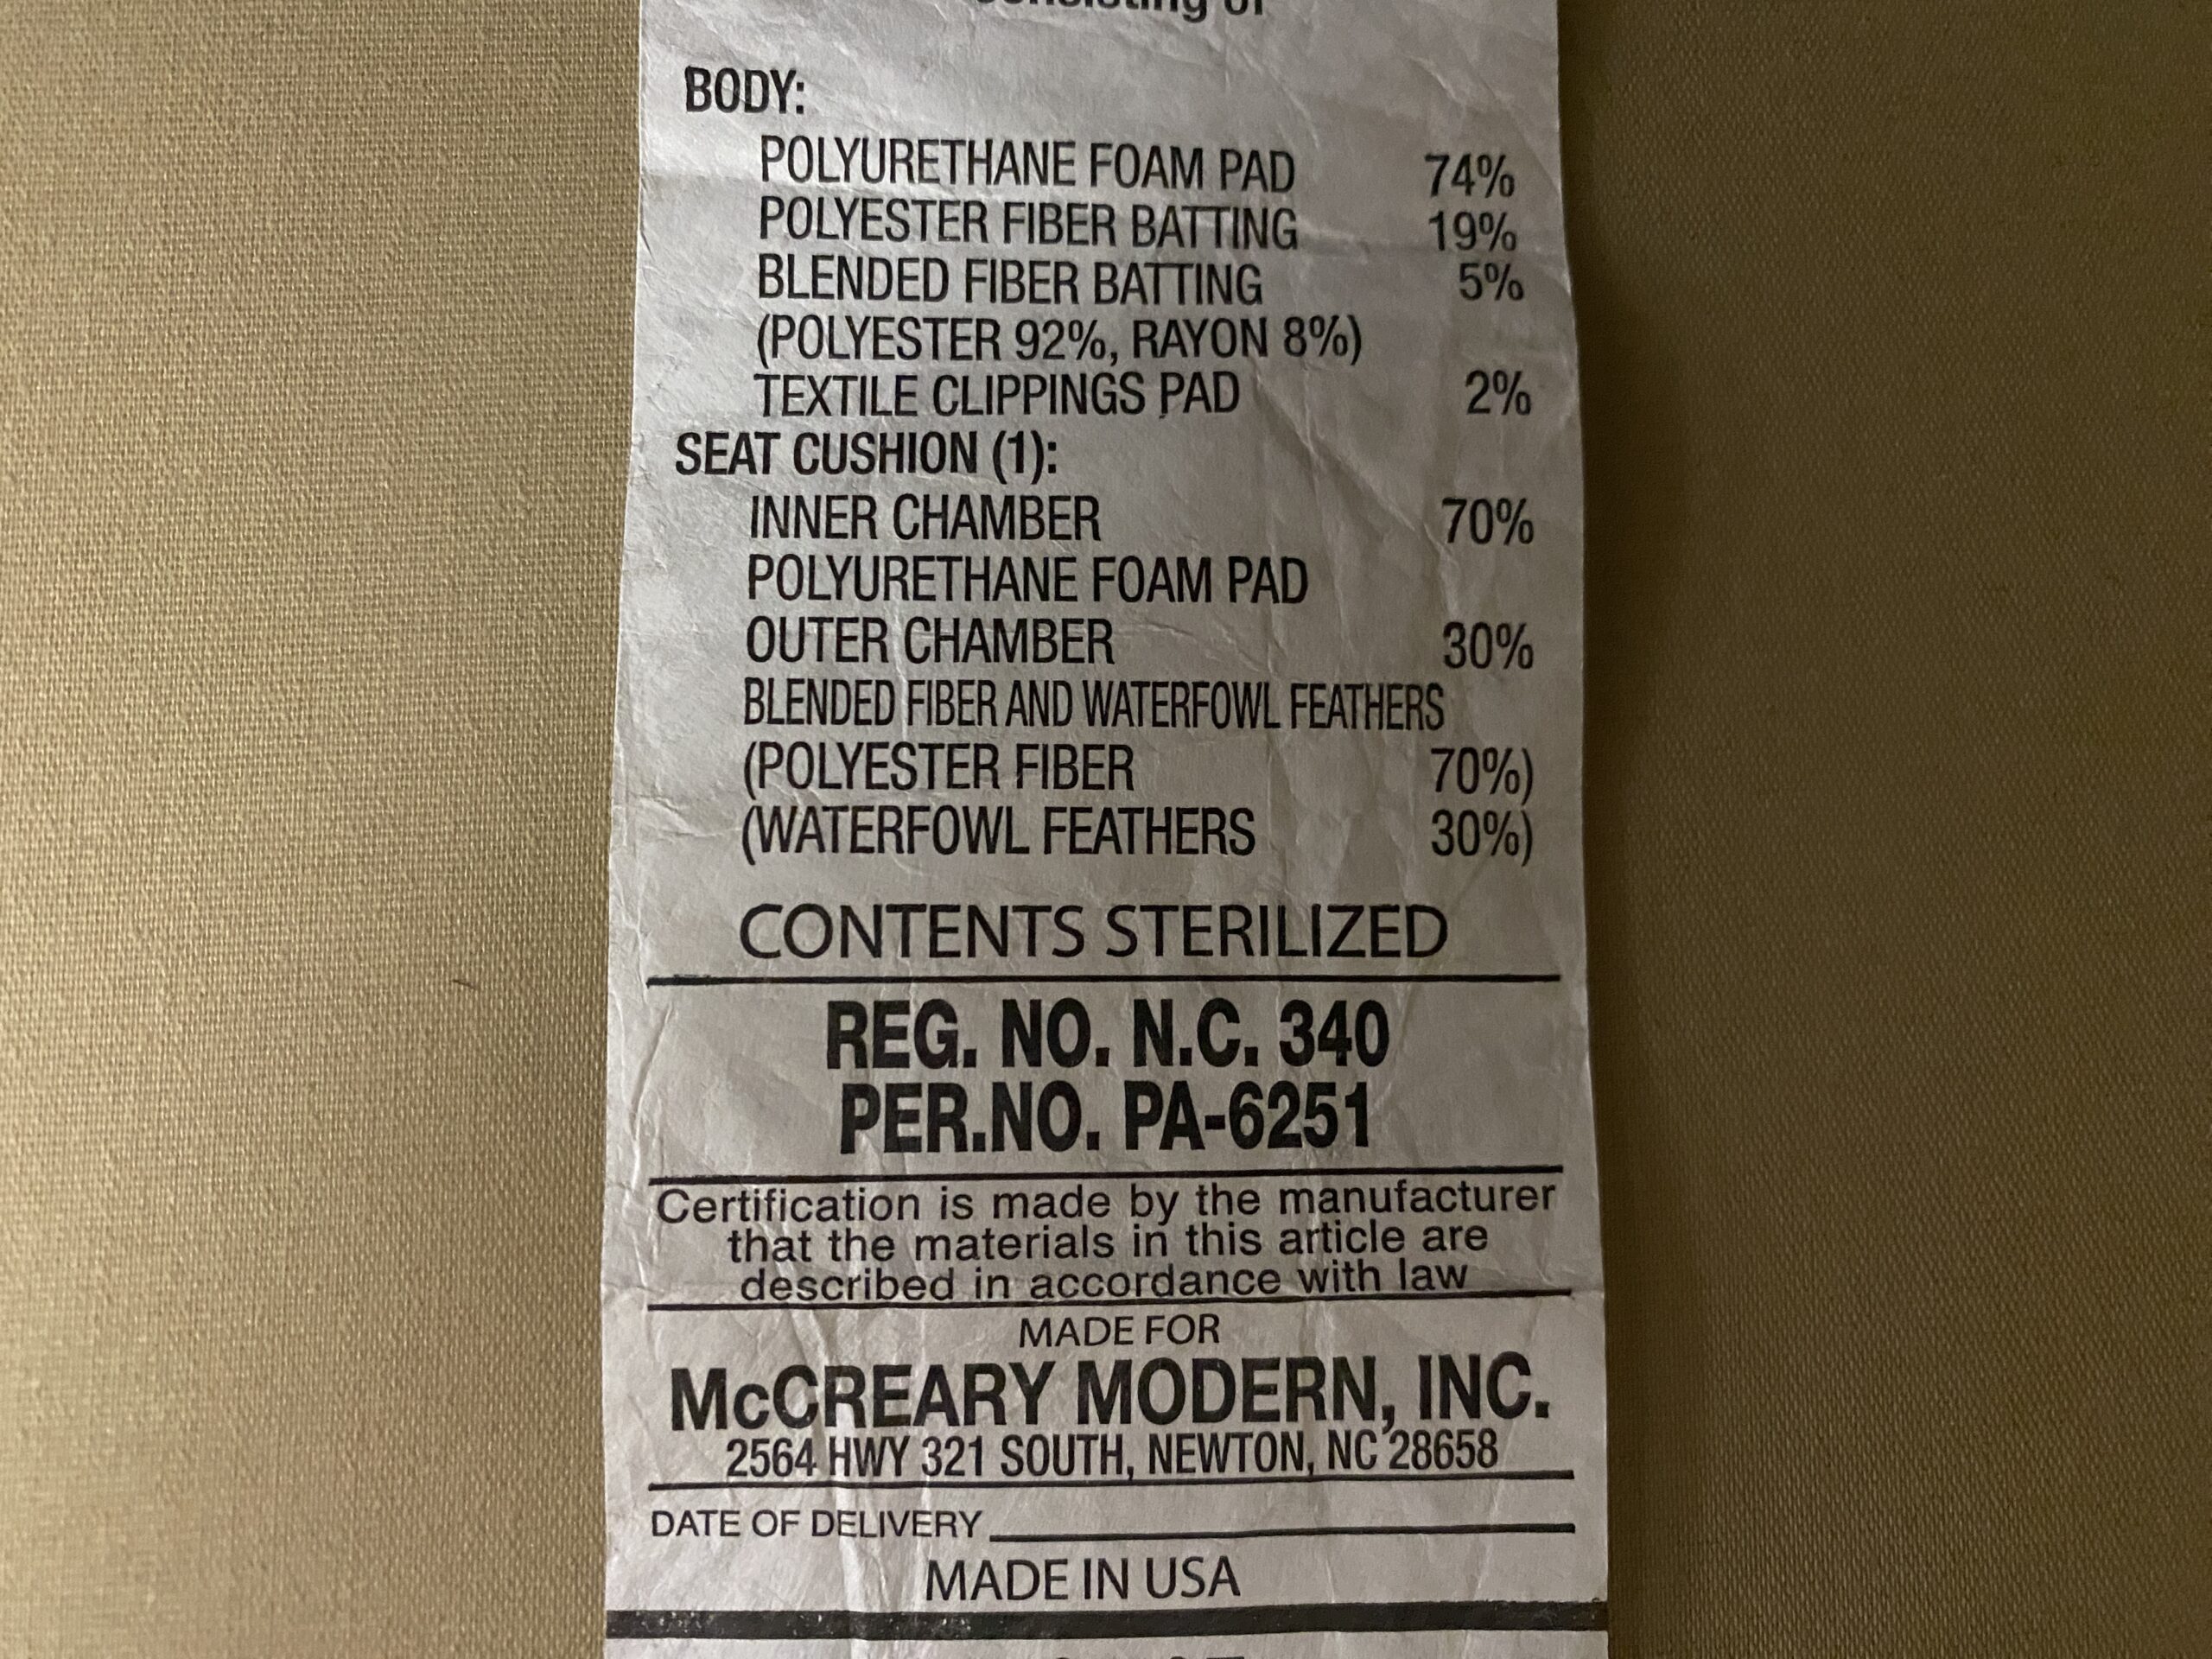 consisting of
BODY:
POLYURETHANE FOAM PAD 74%
POLYESTER FIBER BATTING 19%
BLENDED FIBER BATTING 5%
(POLYESTER 92%, RAYON 8%)
TEXTILE CLIPPINGS PAD 2%
SEAT CUSHION (1):
INNER CHAMBER 70%
POLYURETHANE FOAM PAD
OUTER CHAMBER 30%
BLENDED FIBER AND WATERFOWL FEATHERS
(POLYESTER FIBER 70%)
(WATERFOWL FEATHERS 30%)
CONTENTS STERILIZED
REG. NO. N.C. 340
PER.NO. PA-6251
Certification is made by the manufacturer
that the materials in this article are
described in accordance with law
MADE FOR
McCREARY MODERN, INC.
2564 HWY 321 SOUTH, NEWTON, NC 28658
DATE OF DELIVERY
MADE IN USA